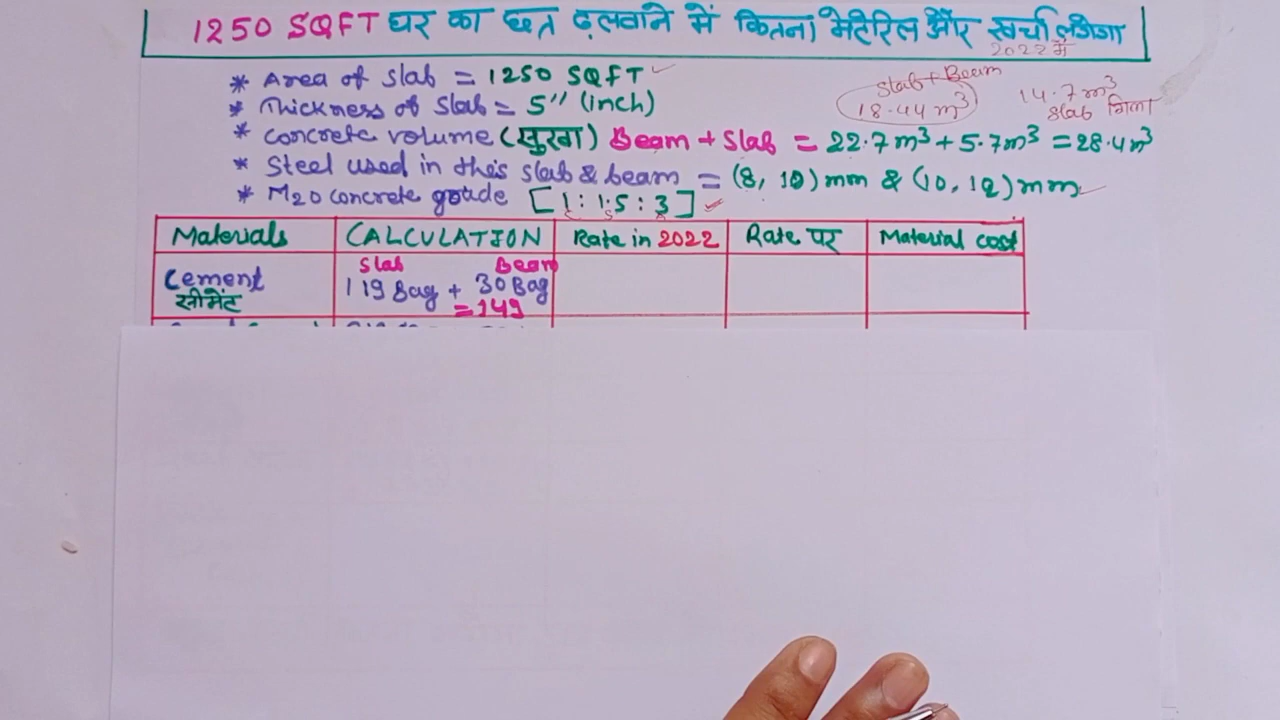 1250 SQFT घर का छत ढ़लवाने में कितना मेटेरिल और खर्चा लगेगा
2022 में
* Area of slab = 1250 SQFT
* Thickness of Slab = 5" (inch)
Slab + Beam
18.44 m³
14.7 m³
slab गिला
* Concrete volume (सुखा) Beam + Slab = 22.7 m³ + 5.7 m³ = 28.4 m³
* Steel used in this slab & beam = (8, 10) mm & (10, 12) mm
* M20 concrete grade [1 : 1.5 : 3]
Materials CALCULATION Rate in 2022 Rate पर Material cost
Slab Beam
Cement 119 Bag + 30 Bag
सीमेंट = 149